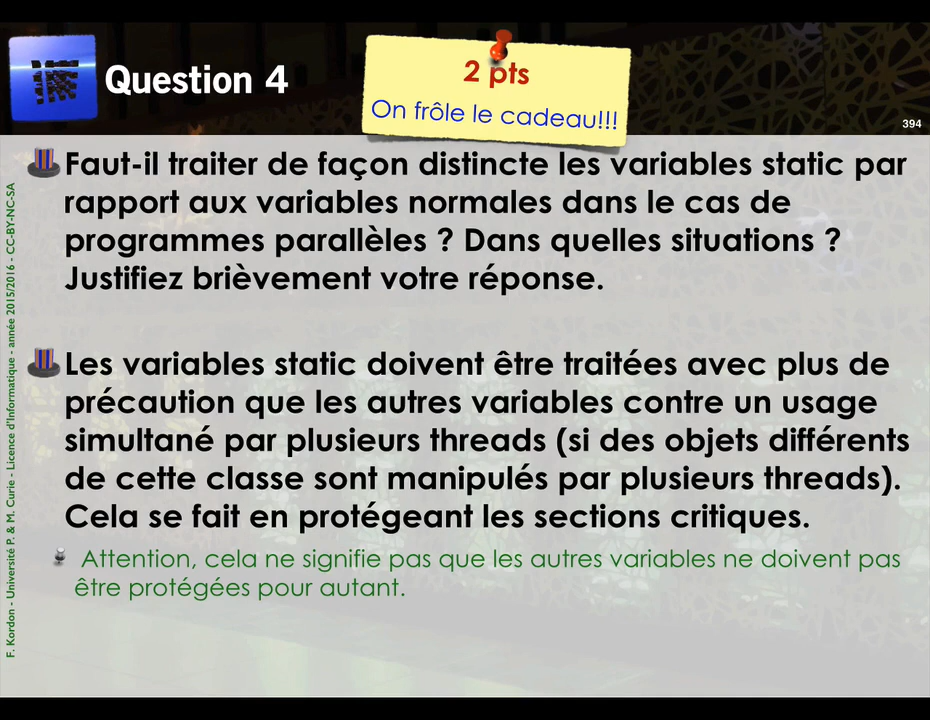 Question 4
2 pts
On frôle le cadeau!!!
394
Faut-il traiter de façon distincte les variables static par
rapport aux variables normales dans le cas de
programmes parallèles ? Dans quelles situations ?
Justifiez brièvement votre réponse.
Les variables static doivent être traitées avec plus de
précaution que les autres variables contre un usage
simultané par plusieurs threads (si des objets différents
de cette classe sont manipulés par plusieurs threads).
Cela se fait en protégeant les sections critiques.
Attention, cela ne signifie pas que les autres variables ne doivent pas
être protégées pour autant.
F. Kordon - Université P. & M. Curie - Licence d'Informatique - année 2015/2016 - CC-BY-NC-SA